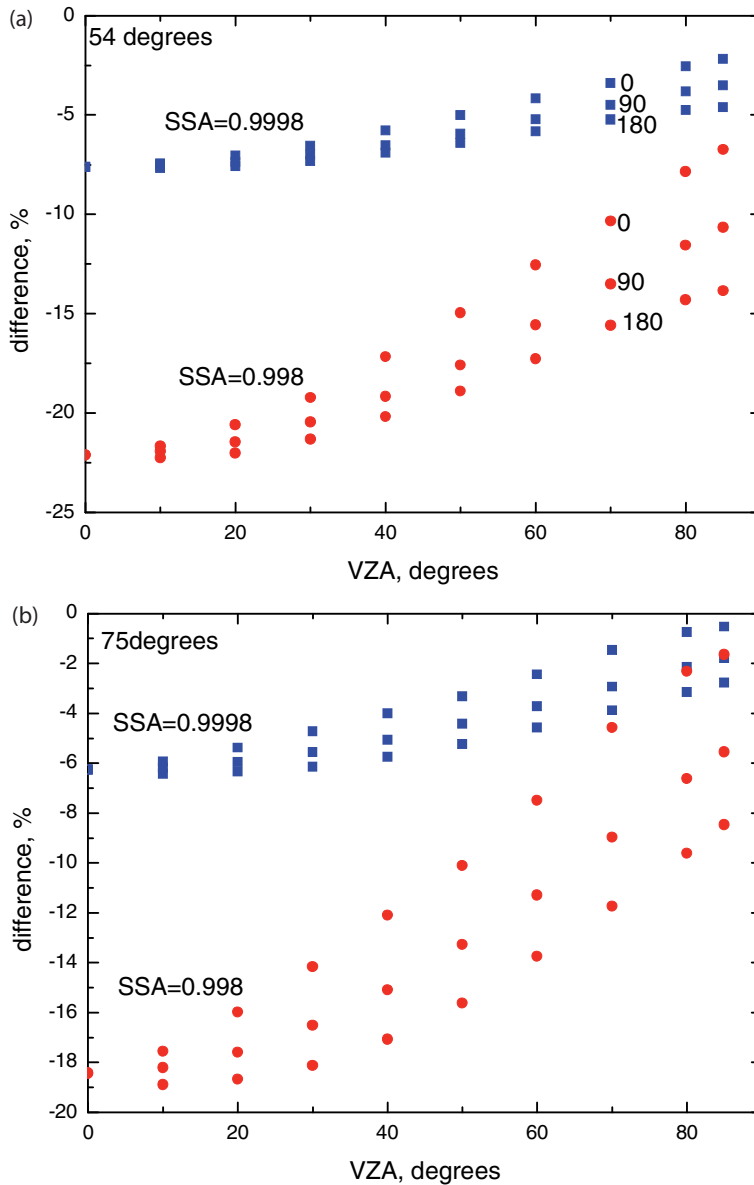 (a)
54 degrees
0
-5
-10
-15
-20
-25
difference, %
SSA=0.9998
0
90
180
0
90
180
SSA=0.998
0 20 40 60 80
VZA, degrees
(b)
75degrees
0
-2
-4
-6
-8
-10
-12
-14
-16
-18
-20
difference, %
SSA=0.9998
SSA=0.998
0 20 40 60 80
VZA, degrees